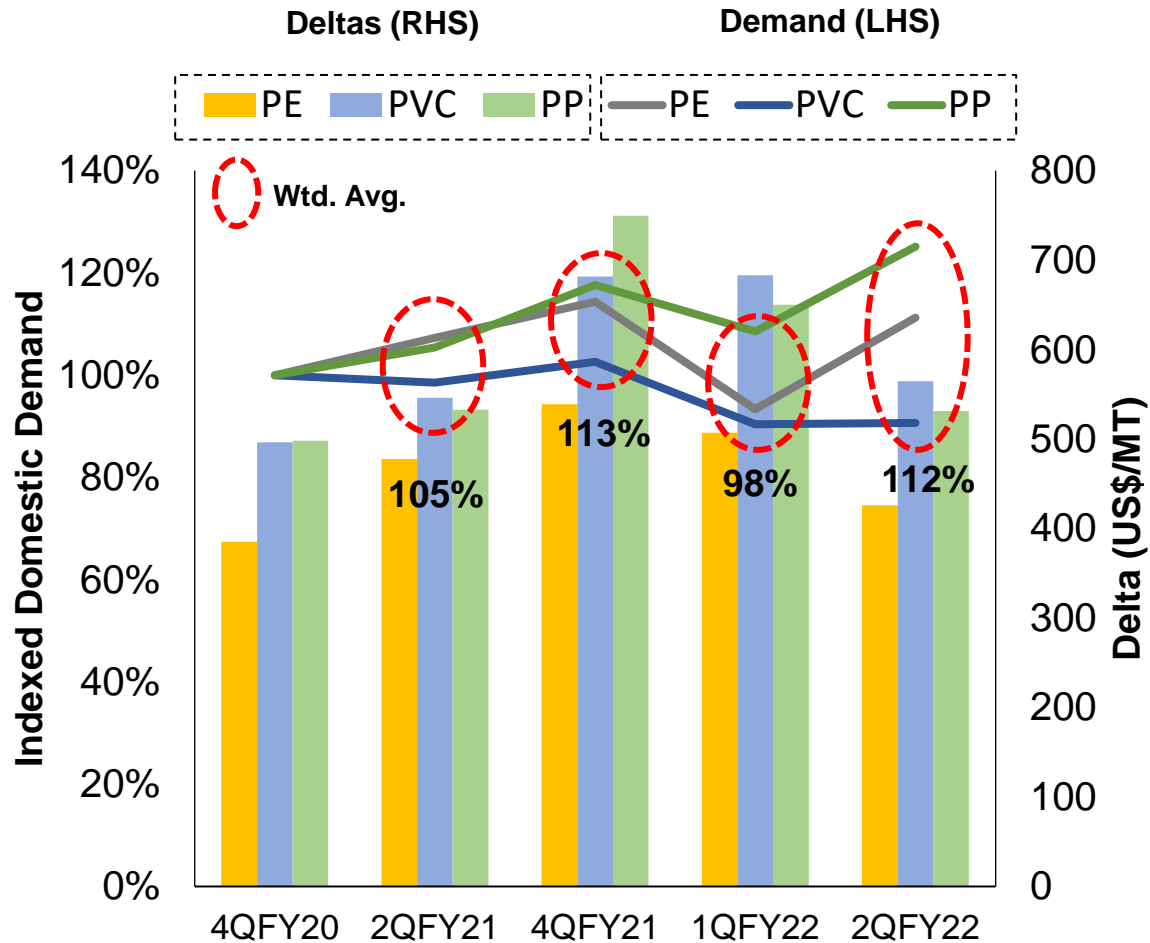 Deltas (RHS) Demand (LHS)
PE PVC PP PE PVC PP
140% 800
Wtd. Avg.
120% 700
600
100%
500
113%
80% 105% 98% 112%
400
60%
300
40%
200
20%
100
0% 0
Indexed Domestic Demand
Delta (US$/MT)
4QFY20 2QFY21 4QFY21 1QFY22 2QFY22